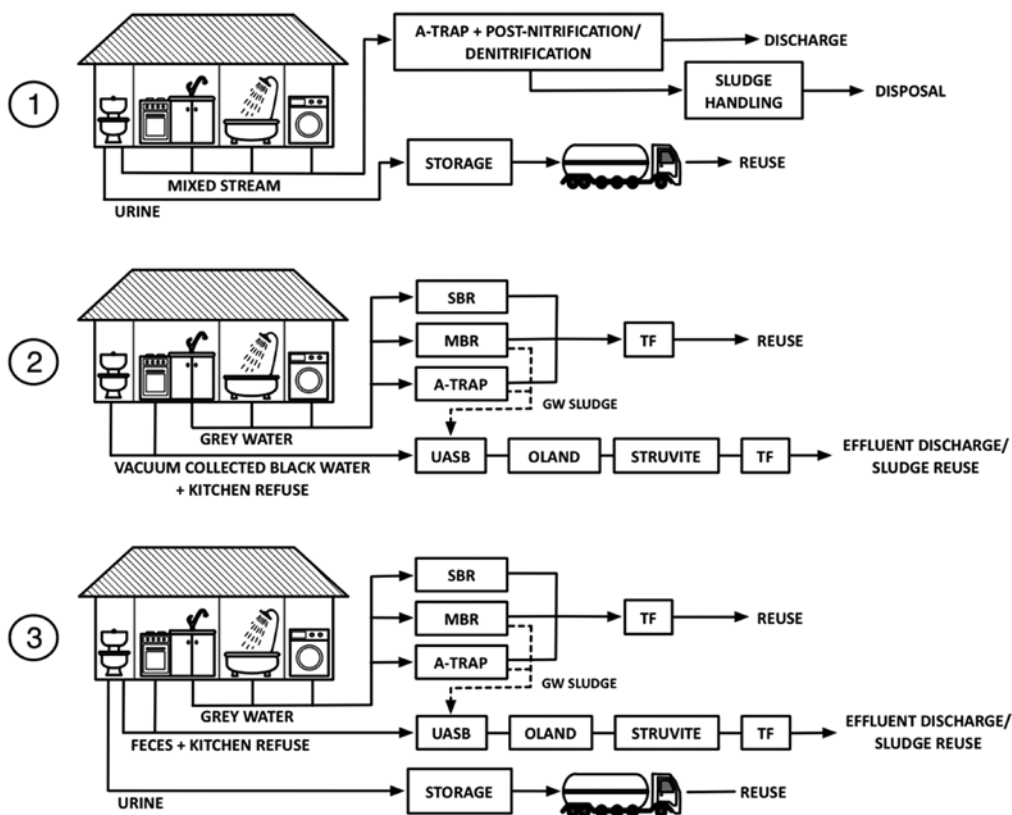 1
A-TRAP + POST-NITRIFICATION/
DENITRIFICATION
DISCHARGE
SLUDGE
HANDLING
DISPOSAL
MIXED STREAM
STORAGE
REUSE
URINE
2
SBR
MBR
TF
REUSE
A-TRAP
GW SLUDGE
GREY WATER
VACUUM COLLECTED BLACK WATER
+ KITCHEN REFUSE
UASB
OLAND
STRUVITE
TF
EFFLUENT DISCHARGE/
SLUDGE REUSE
3
SBR
MBR
TF
REUSE
A-TRAP
GW SLUDGE
GREY WATER
FECES + KITCHEN REFUSE
UASB
OLAND
STRUVITE
TF
EFFLUENT DISCHARGE/
SLUDGE REUSE
URINE
STORAGE
REUSE